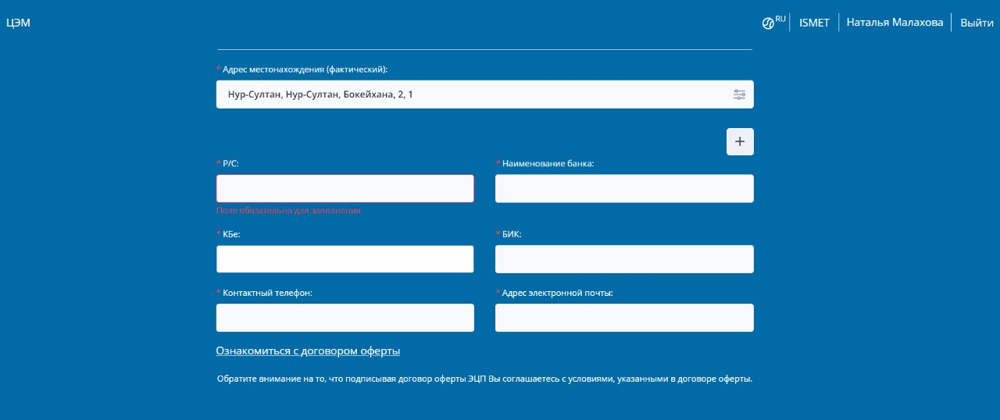 ЦЭМ
RU
ISMET
Наталья Малахова
Выйти
* Адрес местонахождения (фактический):
Нур-Султан, Нур-Султан, Бокейхана, 2, 1
+
* Р/С:
* Наименование банка:
Поле обязательно для заполнения
* КБе:
* БИК:
* Контактный телефон:
* Адрес электронной почты:
Ознакомиться с договором оферты
Обратите внимание на то, что подписывая договор оферты ЭЦП Вы соглашаетесь с условиями, указанными в договоре оферты.